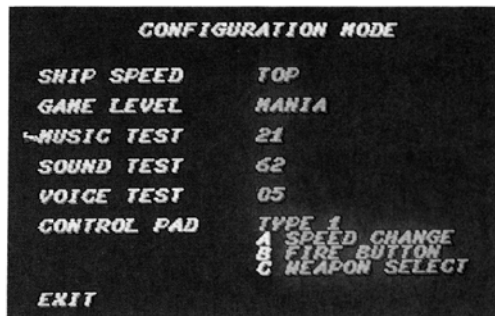 CONFIGURATION MODE
SHIP SPEED TOP
GAME LEVEL MANIA
MUSIC TEST 21
SOUND TEST 62
VOICE TEST 05
CONTROL PAD TYPE 1
A SPEED CHANGE
B FIRE BUTTON
C WEAPON SELECT
EXIT